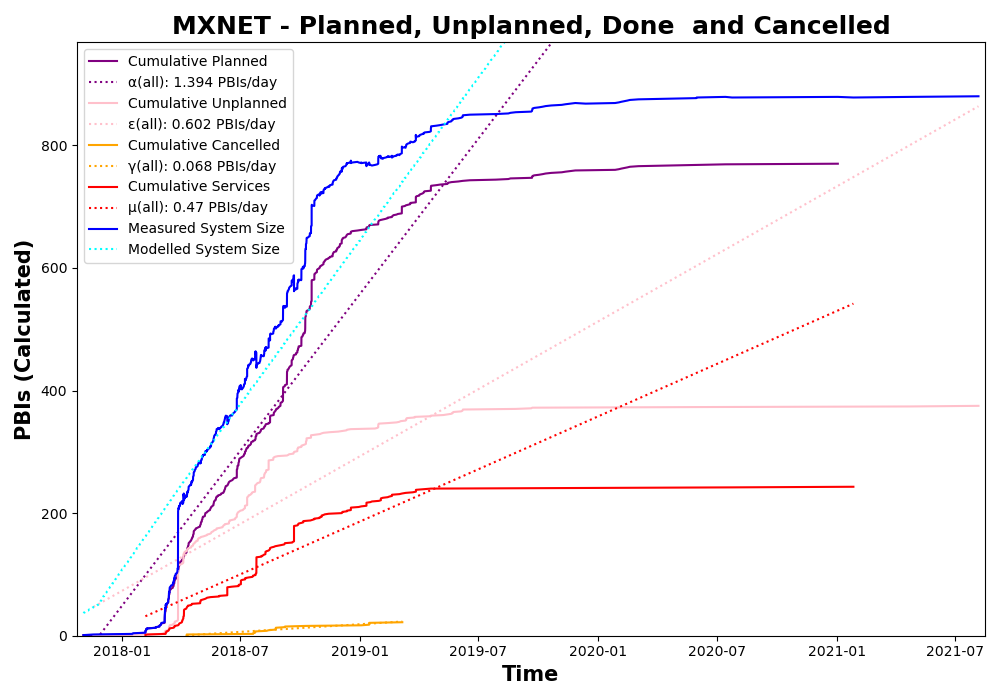 MXNET - Planned, Unplanned, Done  and Cancelled
Cumulative Planned
α(all): 1.394 PBIs/day
Cumulative Unplanned
ε(all): 0.602 PBIs/day
Cumulative Cancelled
γ(all): 0.068 PBIs/day
Cumulative Services
μ(all): 0.47 PBIs/day
Measured System Size
Modelled System Size
PBIs (Calculated)
800
600
400
200
0
2018-01 2018-07 2019-01 2019-07 2020-01 2020-07 2021-01 2021-07
Time